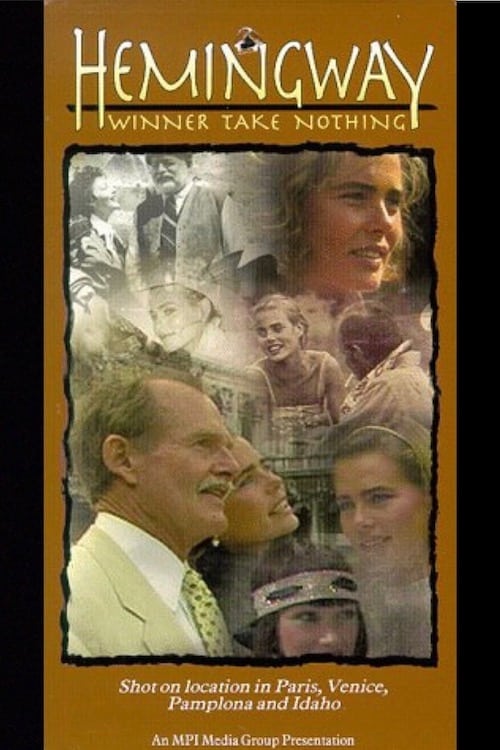 HEMINGWAY
WINNER TAKE NOTHING
Shot on location in Paris, Venice,
Pamplona and Idaho
An MPI Media Group Presentation